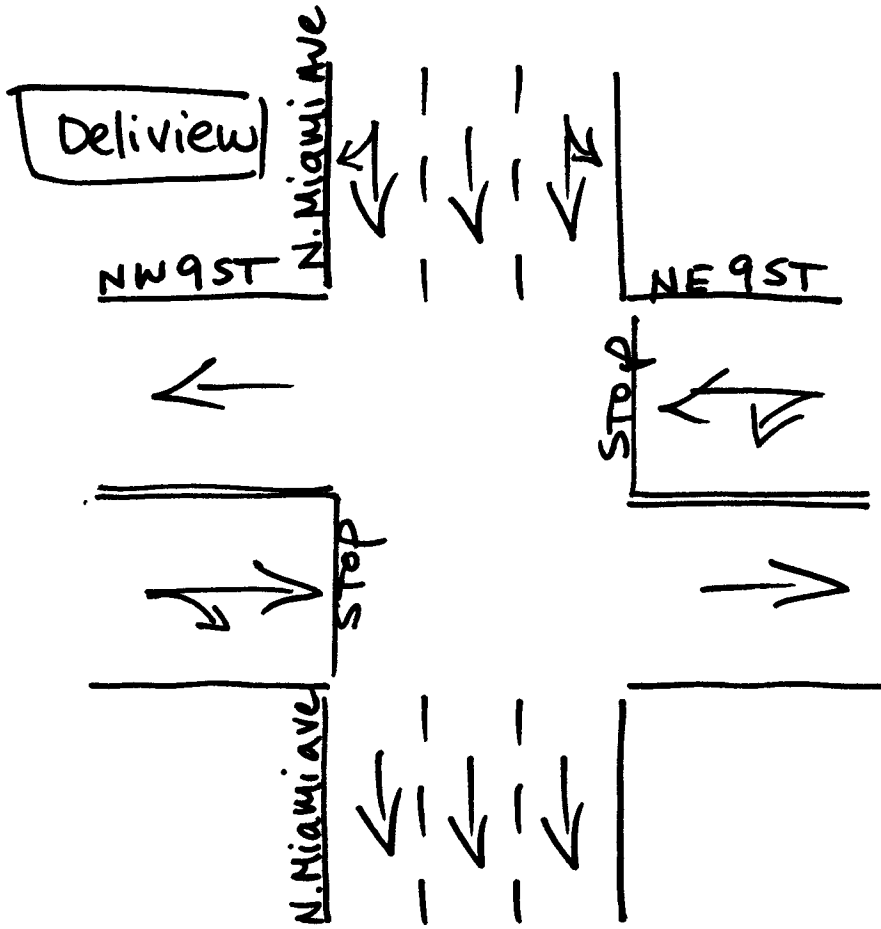 N. Miami Ave
Deliview
NW 9 ST
NE 9 ST
STOP
STOP
N. Miami ave